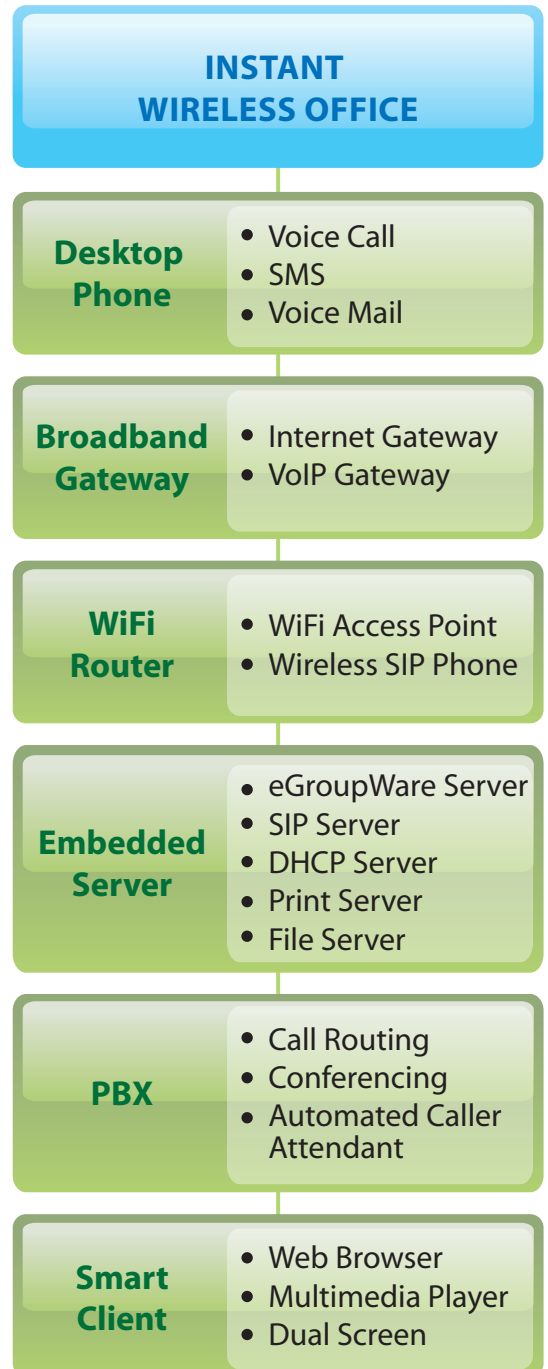 INSTANT
WIRELESS OFFICE
Desktop
Phone
• Voice Call
• SMS
• Voice Mail
Broadband
Gateway
• Internet Gateway
• VoIP Gateway
WiFi
Router
• WiFi Access Point
• Wireless SIP Phone
Embedded
Server
• eGroupWare Server
• SIP Server
• DHCP Server
• Print Server
• File Server
PBX
• Call Routing
• Conferencing
• Automated Caller
Attendant
Smart
Client
• Web Browser
• Multimedia Player
• Dual Screen